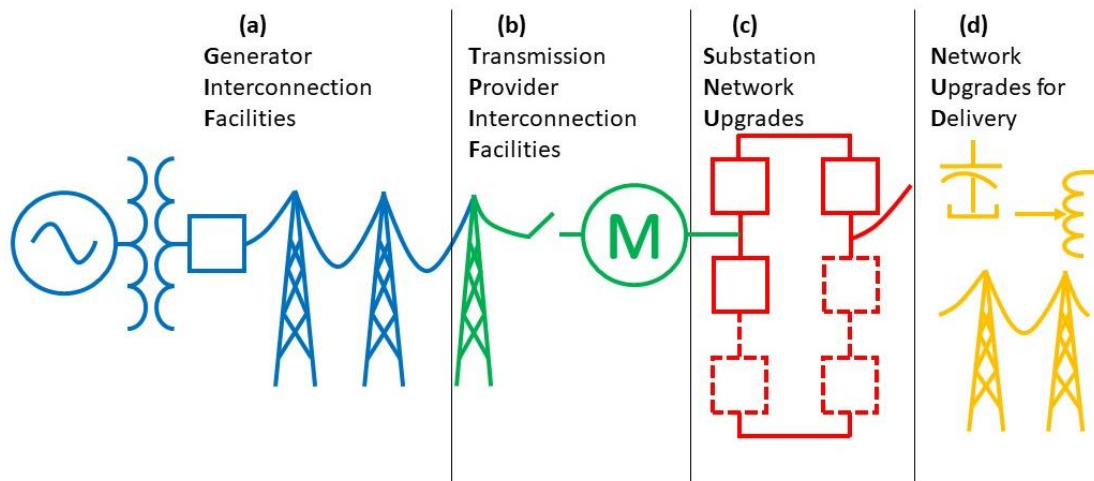 (a)
Generator
Interconnection
Facilities
(b)
Transmission
Provider
Interconnection
Facilities
(c)
Substation
Network
Upgrades
(d)
Network
Upgrades for
Delivery
M